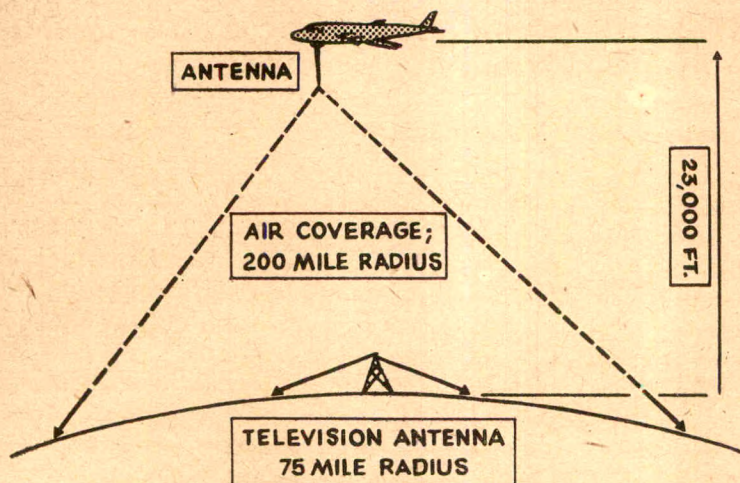 ANTENNA
23,000 FT.
AIR COVERAGE;
200 MILE RADIUS
TELEVISION ANTENNA
75 MILE RADIUS